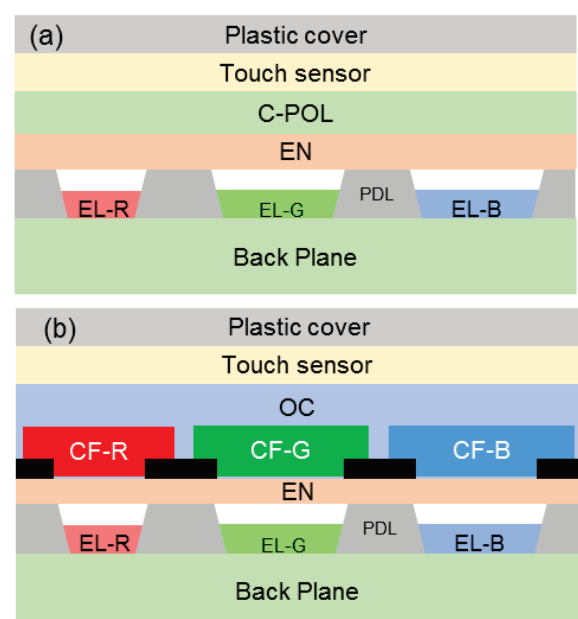 (a)
Plastic cover
Touch sensor
C-POL
EN
EL-R EL-G PDL EL-B
Back Plane
(b)
Plastic cover
Touch sensor
OC
CF-R CF-G CF-B
EN
EL-R EL-G PDL EL-B
Back Plane